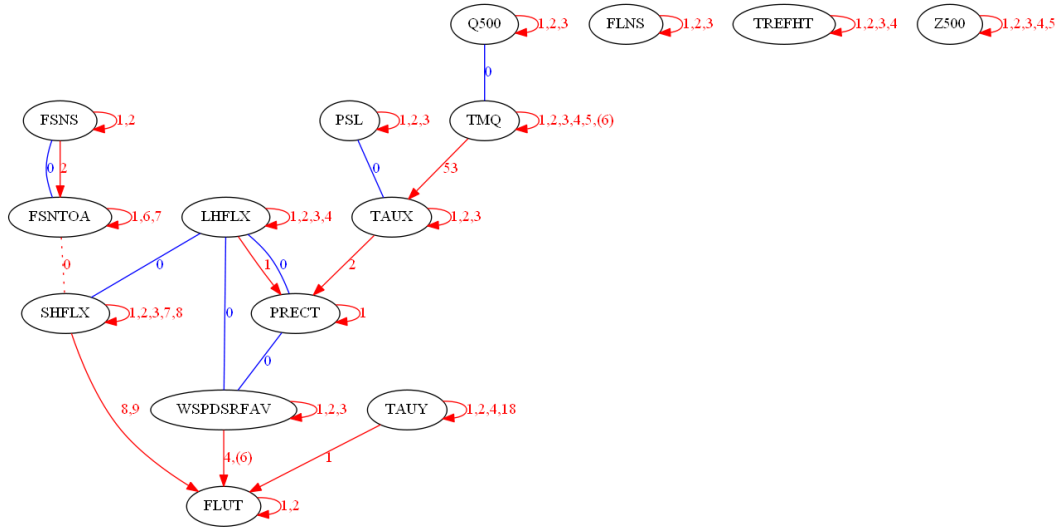 Q500 1,2,3 FLNS 1,2,3 TREFHT 1,2,3,4 Z500 1,2,3,4,5
0
FSNS 1,2 PSL 1,2,3 TMQ 1,2,3,4,5,(6)
0 2 0 53
FSNTOA 1,6,7 LHFLX 1,2,3,4 TAUX 1,2,3
0 0 1 0 2
SHFLX 1,2,3,7,8 0 PRECT 1
0
8,9 WSPDSRFAV 1,2,3 TAUY 1,2,4,18
4,(6) 1
FLUT 1,2